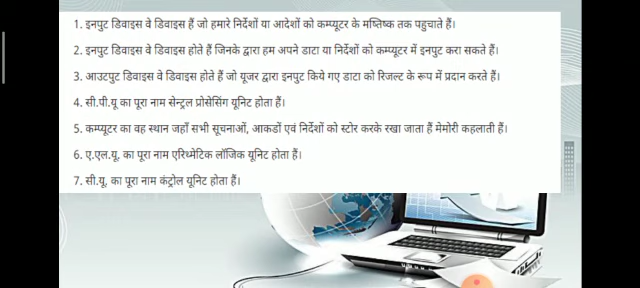 1. इनपुट डिवाइस वे डिवाइस हैं जो हमारे निर्देशों या आदेशों को कम्प्यूटर के मष्तिष्क तक पहुचाते हैं।
2. इनपुट डिवाइस वे डिवाइस होते हैं जिनके द्वारा हम अपने डाटा या निर्देशों को कम्प्यूटर में इनपुट करा सकते हैं।
3. आउटपुट डिवाइस वे डिवाइस होते हैं जो यूजर द्वारा इनपुट किये गए डाटा को रिजल्ट के रूप में प्रदान करते हैं।
4. सी.पी.यू का पूरा नाम सेन्ट्रल प्रोसेसिंग यूनिट होता हैं।
5. कम्प्यूटर का वह स्थान जहाँ सभी सूचनाओं, आकडों एवं निर्देशों को स्टोर करके रखा जाता हैं मेमोरी कहलाती हैं।
6. ए.एल.यू. का पूरा नाम एरिथ्मेटिक लॉजिक यूनिट होता हैं।
7. सी.यू. का पूरा नाम कंट्रोल यूनिट होता हैं।